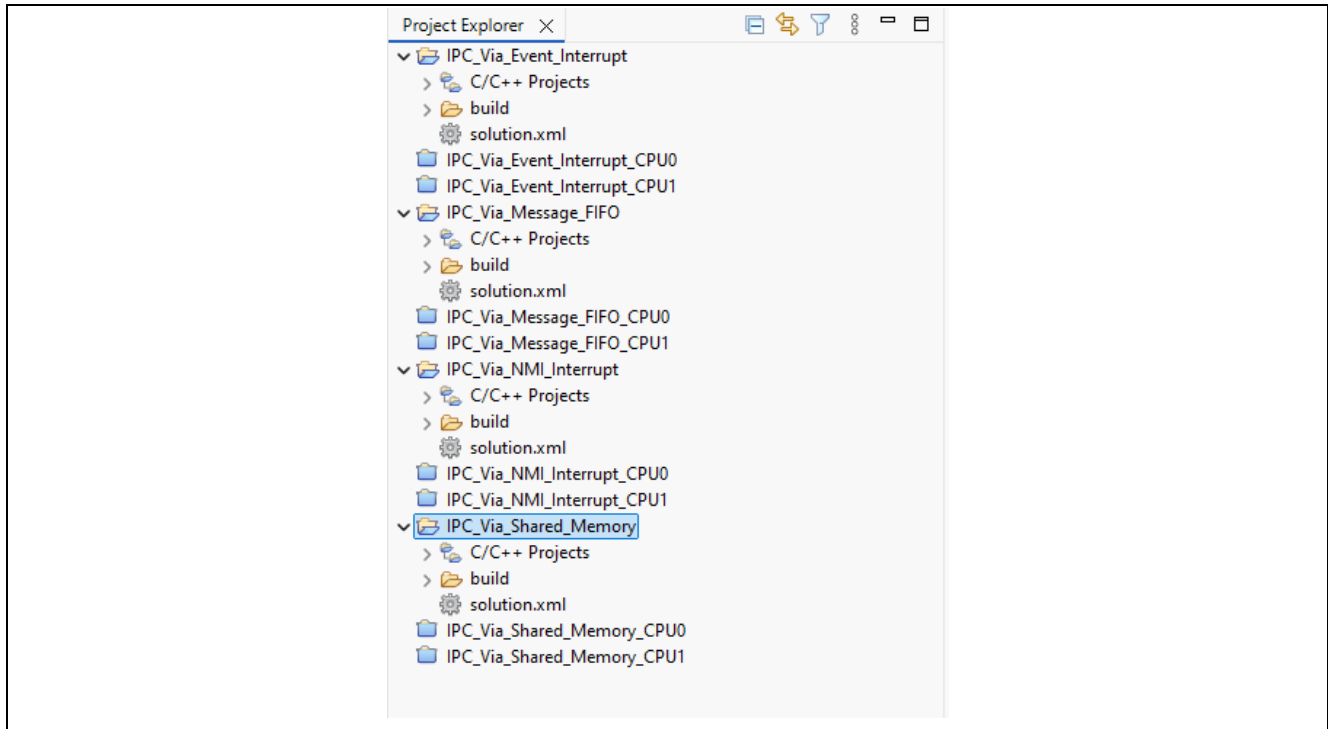 Project Explorer
IPC_Via_Event_Interrupt
C/C++ Projects
build
solution.xml
IPC_Via_Event_Interrupt_CPU0
IPC_Via_Event_Interrupt_CPU1
IPC_Via_Message_FIFO
C/C++ Projects
build
solution.xml
IPC_Via_Message_FIFO_CPU0
IPC_Via_Message_FIFO_CPU1
IPC_Via_NMI_Interrupt
C/C++ Projects
build
solution.xml
IPC_Via_NMI_Interrupt_CPU0
IPC_Via_NMI_Interrupt_CPU1
IPC_Via_Shared_Memory
C/C++ Projects
build
solution.xml
IPC_Via_Shared_Memory_CPU0
IPC_Via_Shared_Memory_CPU1